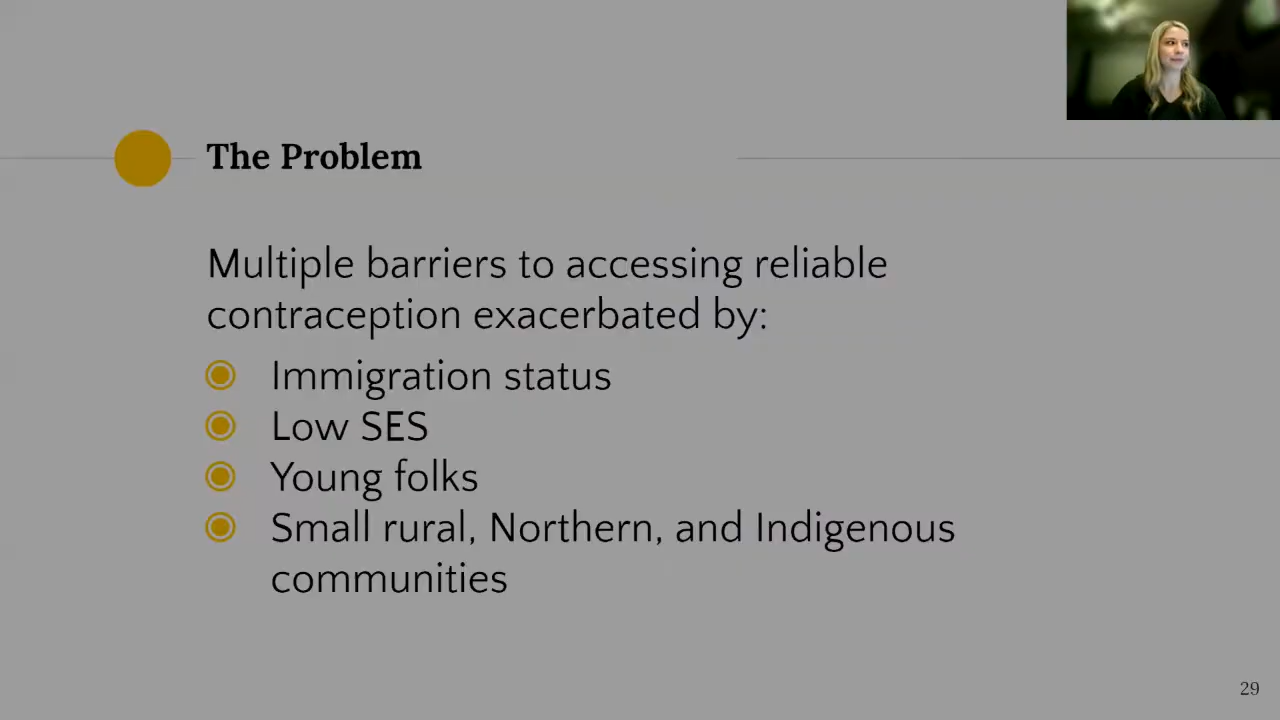 The Problem
Multiple barriers to accessing reliable
contraception exacerbated by:
Immigration status
Low SES
Young folks
Small rural, Northern, and Indigenous
communities
29